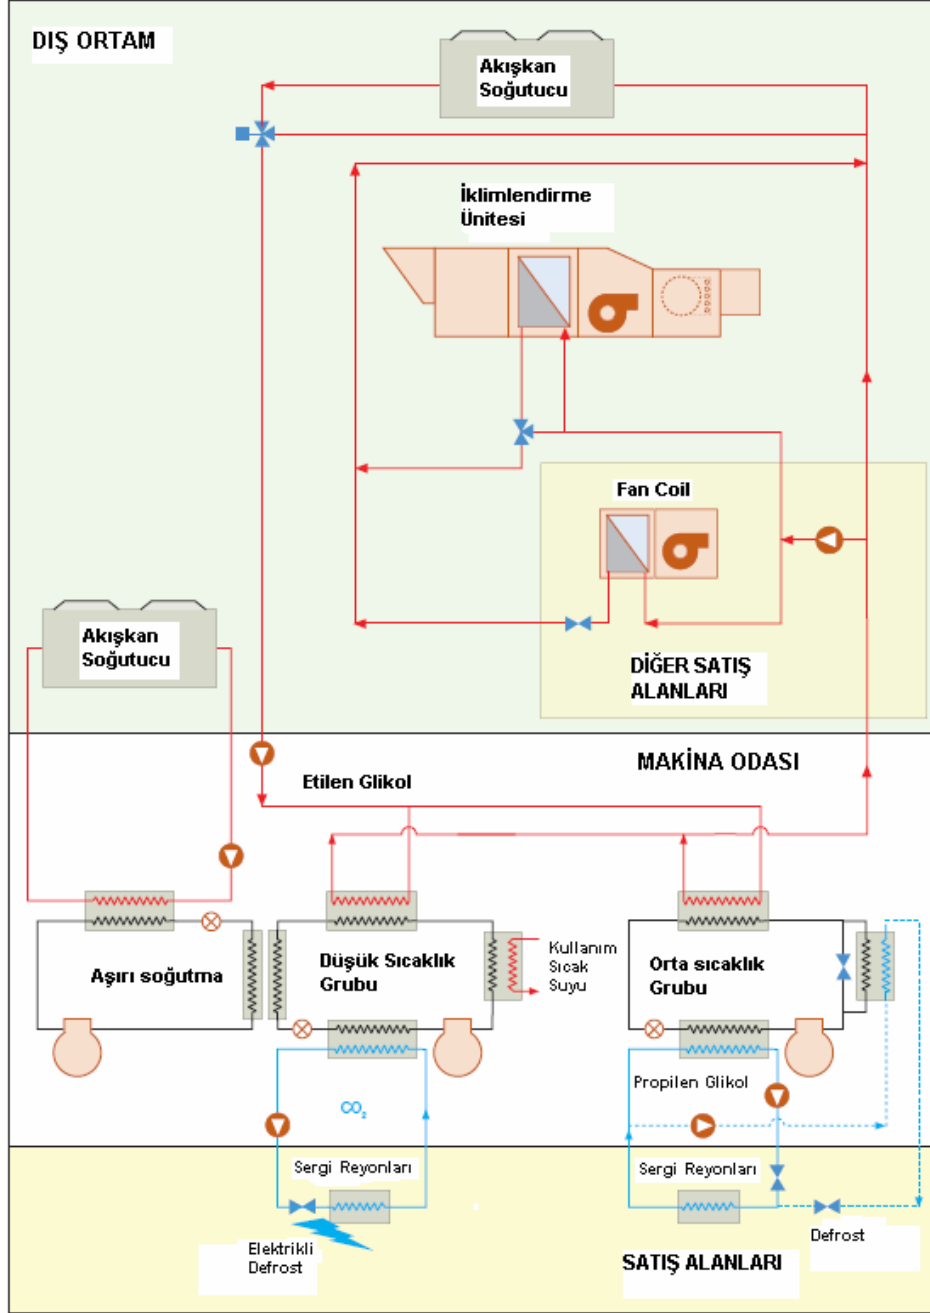 DIŞ ORTAM
Akışkan
Soğutucu
İklimlendirme
Ünitesi
Fan Coil
DİĞER SATIŞ
ALANLARI
Akışkan
Soğutucu
MAKİNA ODASI
Etilen Glikol
Aşırı soğutma
Düşük Sıcaklık
Grubu
Kullanım
Sıcak
Suyu
Orta sıcaklık
Grubu
CO2
Propilen Glikol
Sergi Reyonları
Sergi Reyonları
Elektrikli
Defrost
Defrost
SATIŞ ALANLARI